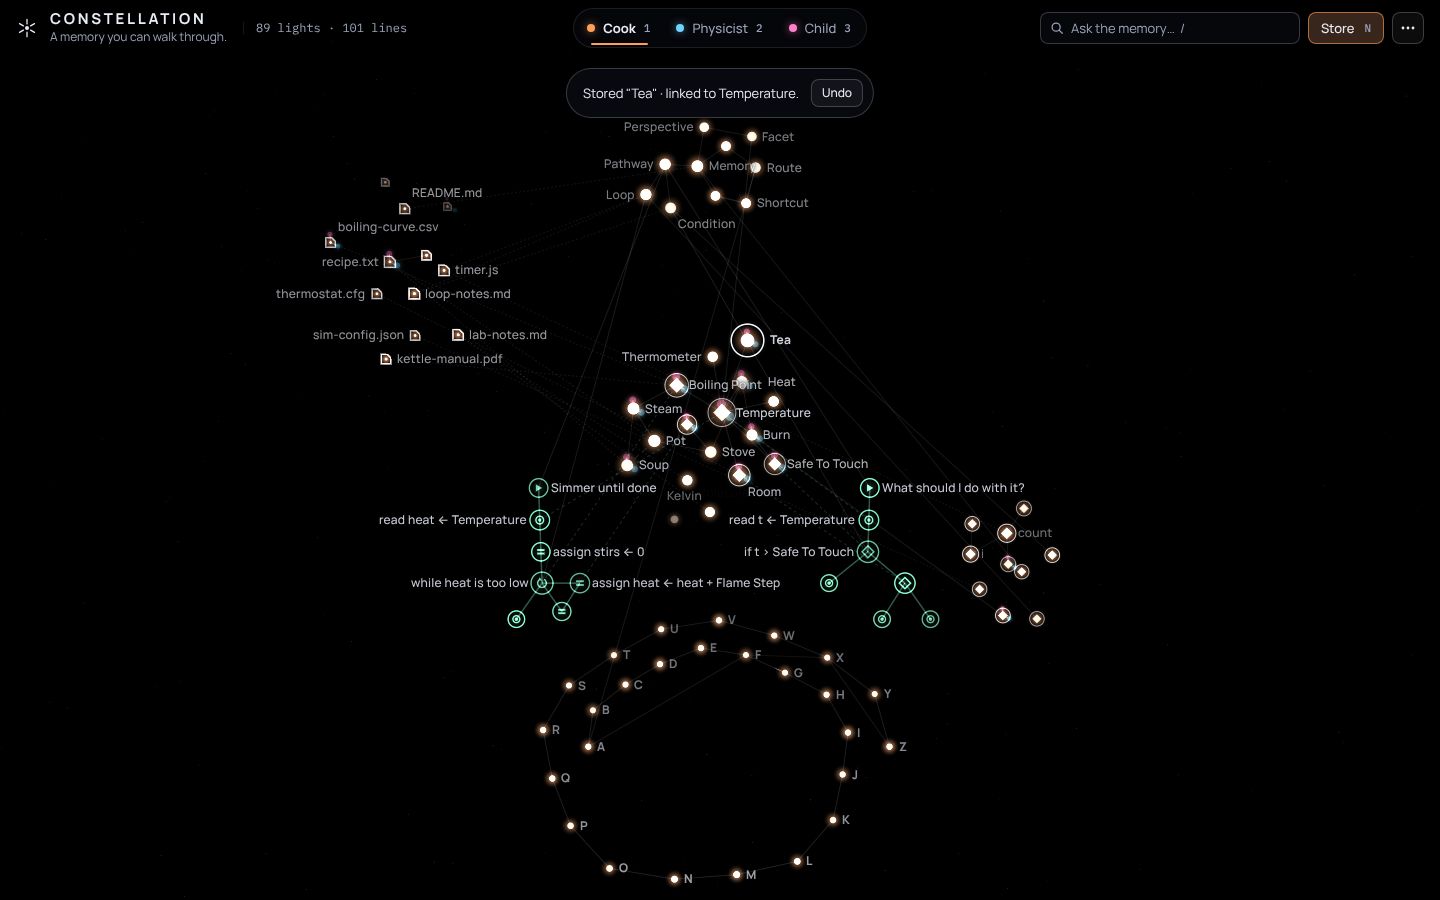 CONSTELLATION
A memory you can walk through.
89 lights · 101 lines
Cook 1
Physicist 2
Child 3
Ask the memory… /
Store N
Stored "Tea" · linked to Temperature.
Undo
Perspective
Facet
Pathway
Memory
Route
Loop
Shortcut
Condition
README.md
boiling-curve.csv
recipe.txt
timer.js
thermostat.cfg
loop-notes.md
sim-config.json
lab-notes.md
kettle-manual.pdf
Tea
Thermometer
Boiling Point
Heat
Steam
Temperature
Pot
Burn
Stove
Soup
Safe To Touch
Kelvin
Room
Simmer until done
What should I do with it?
read heat ← Temperature
read t ← Temperature
assign stirs ← 0
if t > Safe To Touch
while heat is too low
assign heat ← heat + Flame Step
count
i
U
V
W
T
D
E
F
X
S
C
G
H
Y
B
R
A
I
Z
Q
J
P
K
O
N
M
L